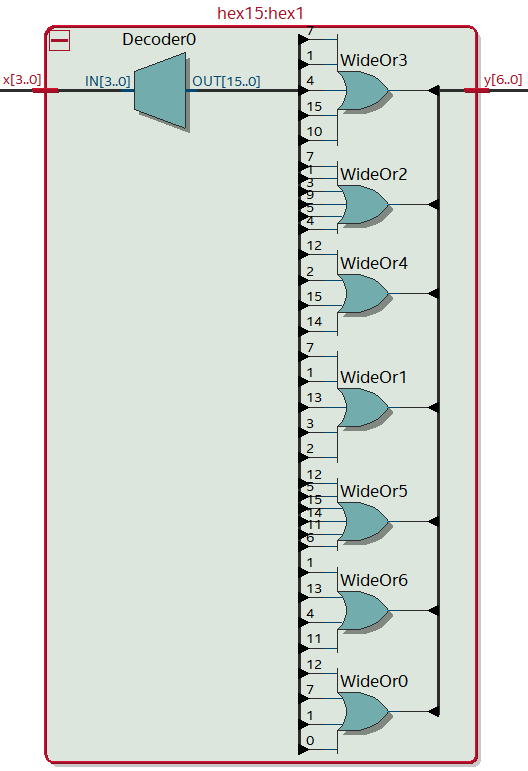 hex15:hex1
Decoder0
x[3..0]
IN[3..0]
OUT[15..0]
y[6..0]
7
WideOr3
1
4
15
10
7
WideOr2
1
3
9
5
4
12
WideOr4
2
15
14
7
WideOr1
1
13
3
2
12
WideOr5
5
15
14
11
6
1
WideOr6
13
4
11
12
WideOr0
7
1
0